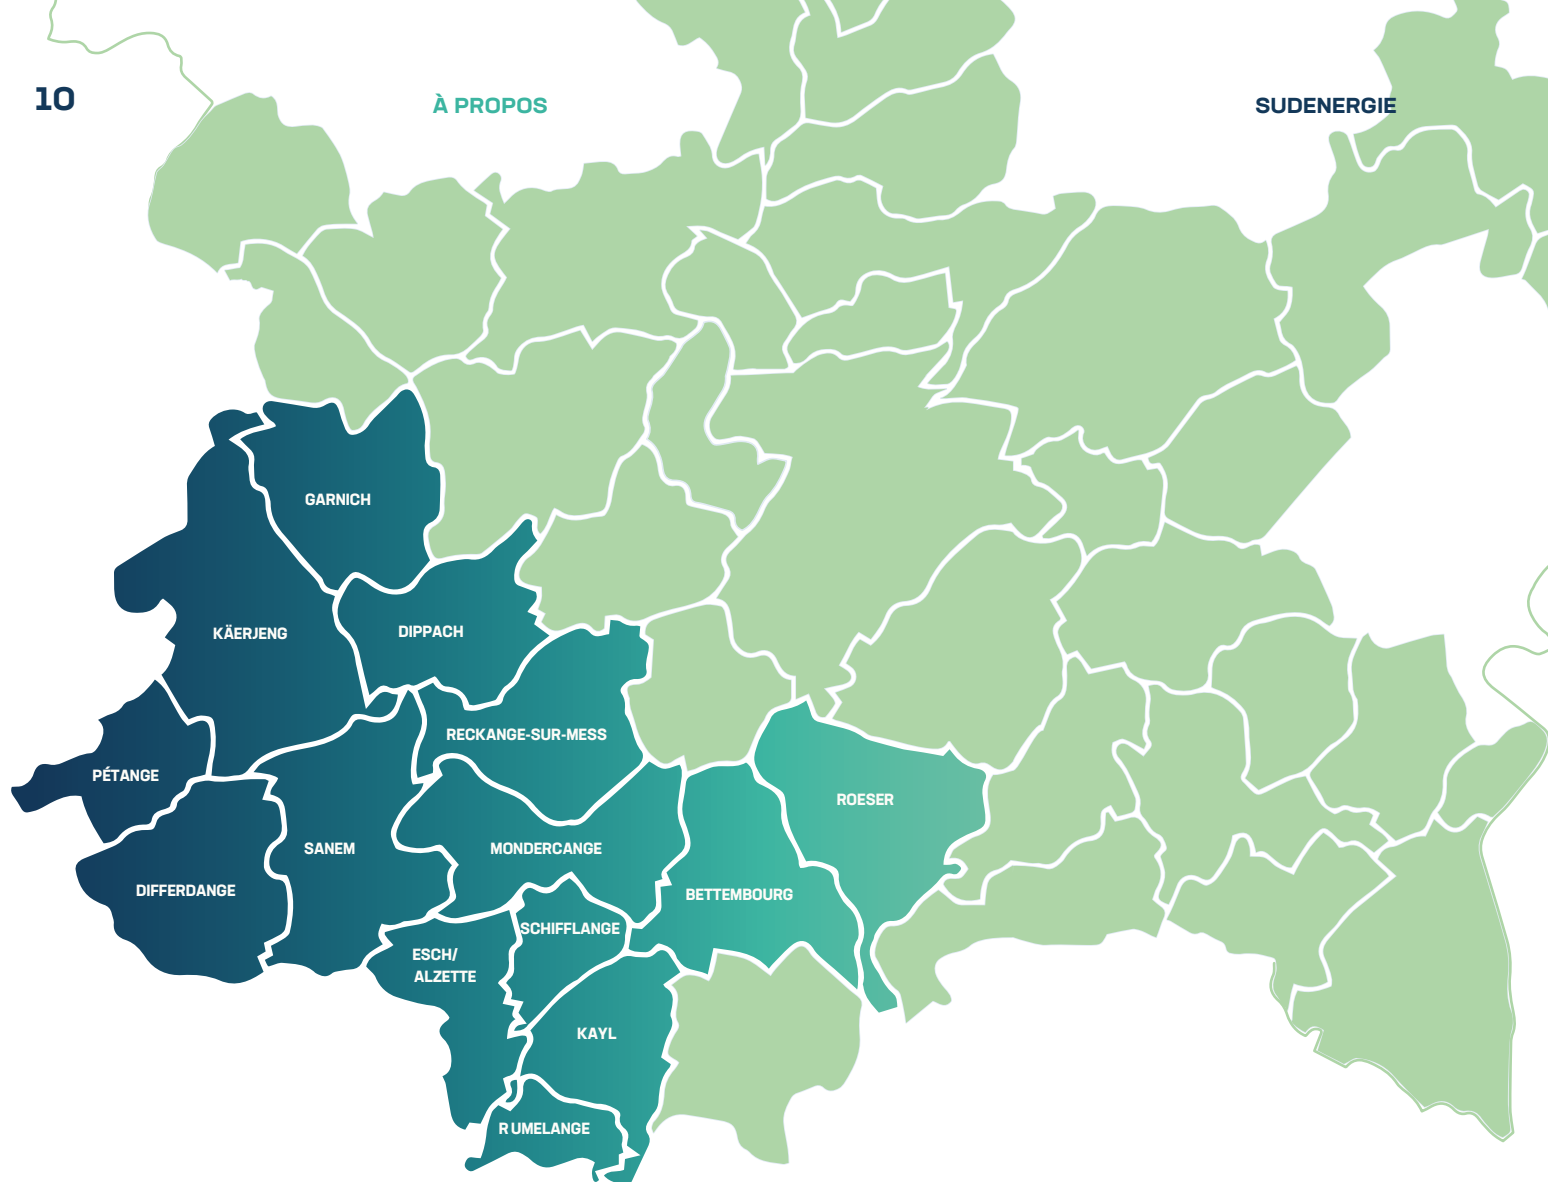 10
À PROPOS
SUDENERGIE
GARNICH
KÄERJENG
DIPPACH
RECKANGE-SUR-MESS
PÉTANGE
ROESER
SANEM
MONDERCANGE
DIFFERDANGE
BETTEMBOURG
SCHIFFLANGE
ESCH/
ALZETTE
KAYL
RUMELANGE